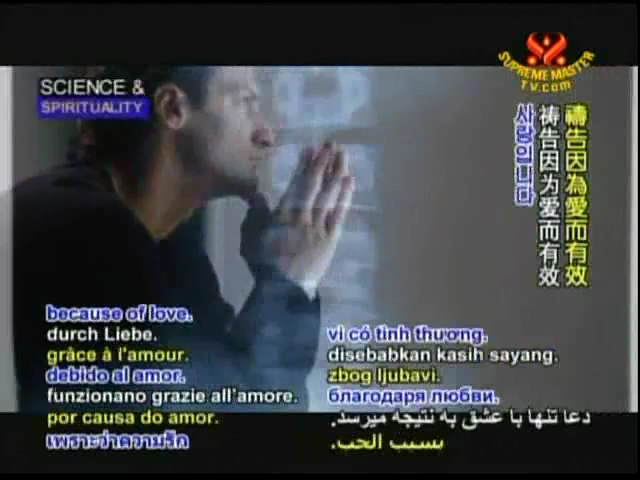 SUPREME MASTER
TV.com
SCIENCE &
SPIRITUALITY
禱告因為愛而有效
祷告因为爱而有效
사랑입니다
because of love.
durch Liebe.
grâce à l'amour.
debido al amor.
funzionano grazie all'amore.
por causa do amor.
เพราะว่าความรัก
vì có tình thương.
disebabkan kasih sayang.
zbog ljubavi.
благодаря любви.
دعا تنها با عشق به نتیجه میرسد.
بسبب الحب.